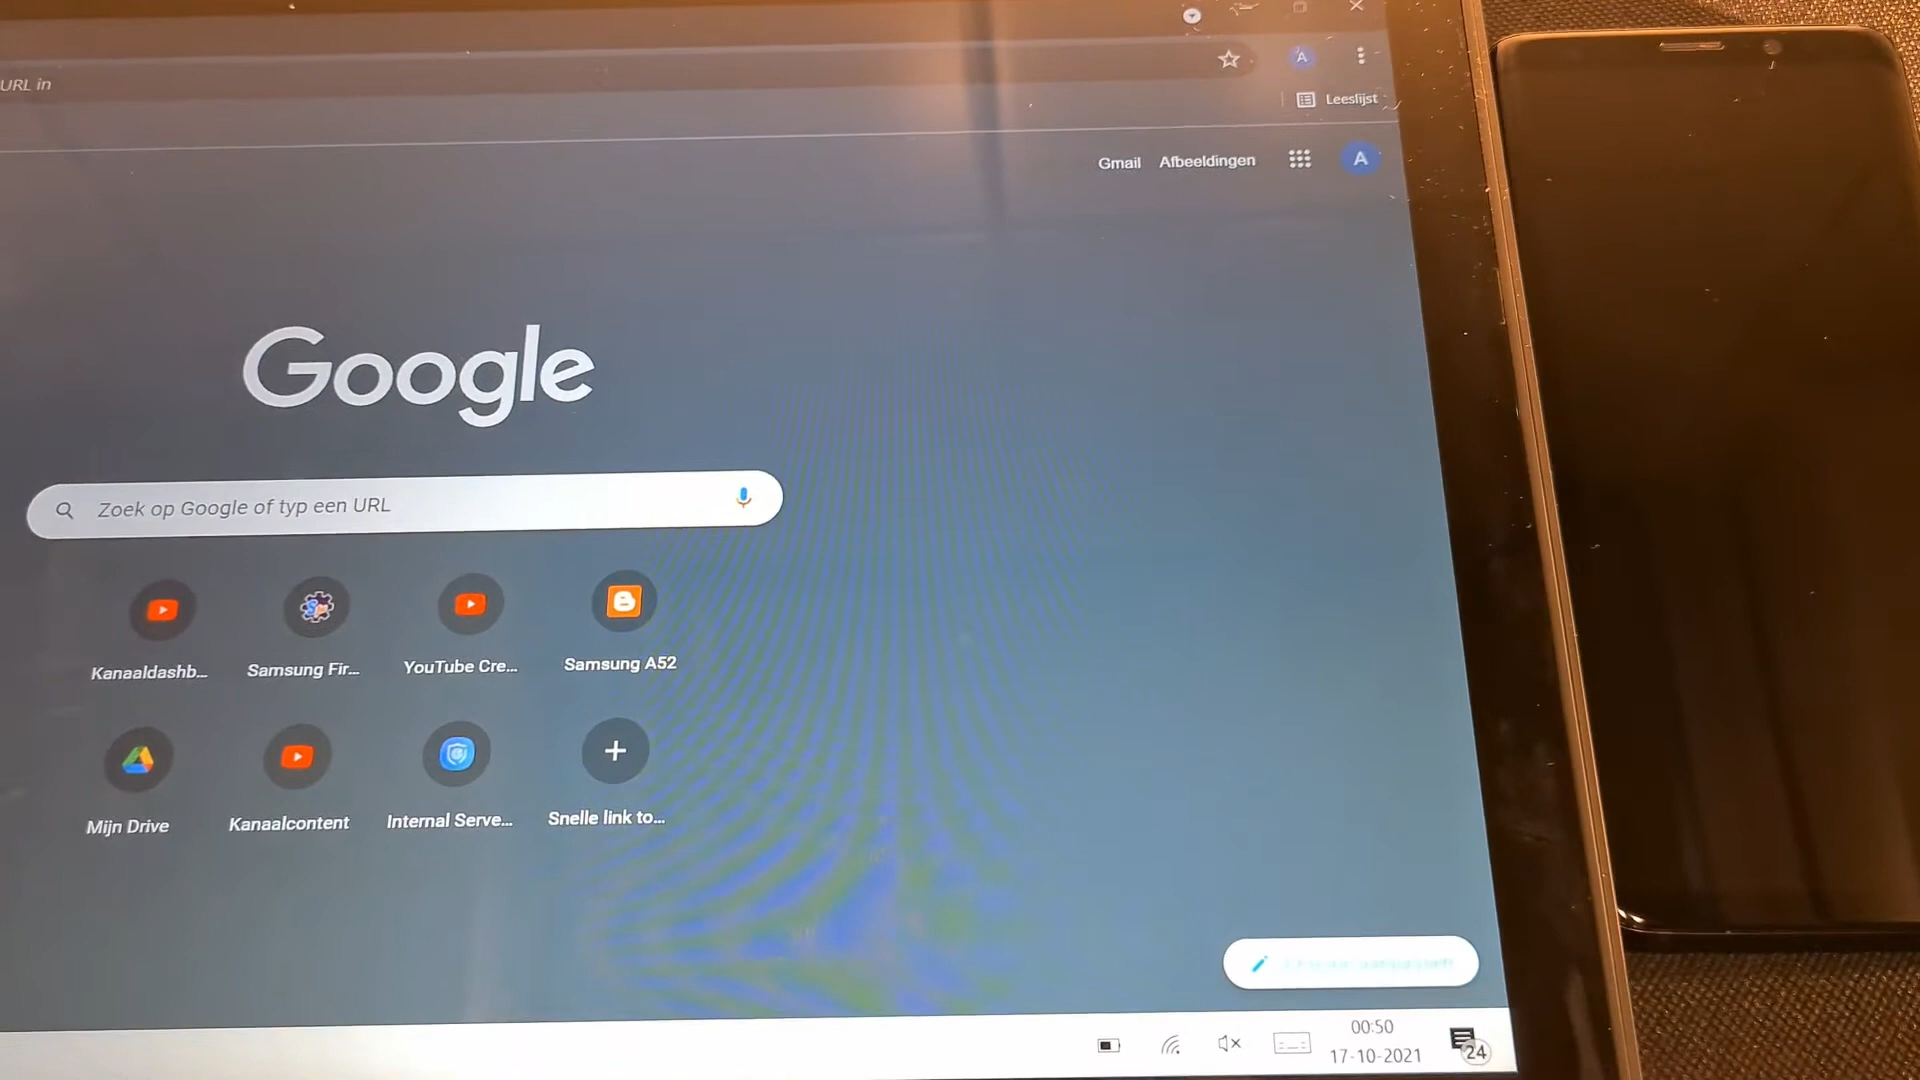 URL in
A
Leeslijst
Gmail Afbeeldingen A
Google
Zoek op Google of typ een URL
Kanaaldashb... Samsung Fir... YouTube Cre... Samsung A52
Mijn Drive Kanaalcontent Internal Serve... Snelle link to...
00:50
17-10-2021
24